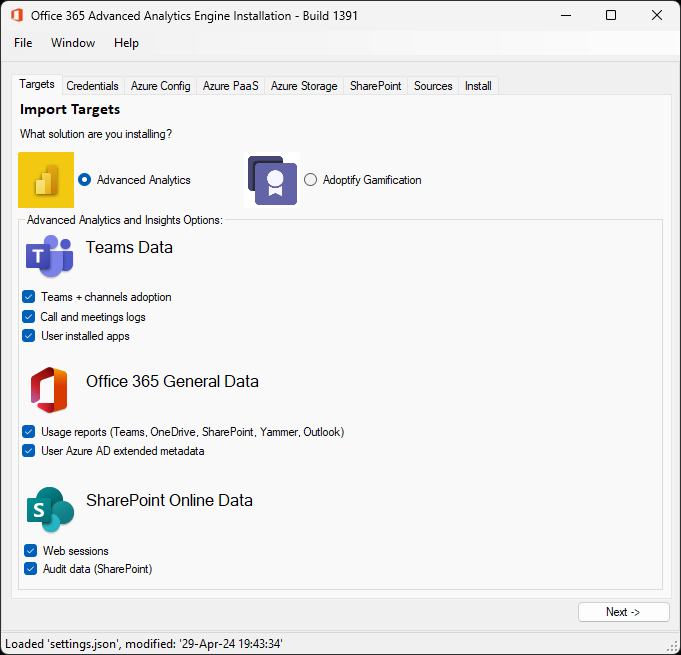 Office 365 Advanced Analytics Engine Installation - Build 1391
File Window Help
Targets Credentials Azure Config Azure PaaS Azure Storage SharePoint Sources Install
Import Targets
What solution are you installing?
Advanced Analytics Adoptify Gamification
Advanced Analytics and Insights Options:
T Teams Data
Teams + channels adoption
Call and meetings logs
User installed apps
Office 365 General Data
Usage reports (Teams, OneDrive, SharePoint, Yammer, Outlook)
User Azure AD extended metadata
S SharePoint Online Data
Web sessions
Audit data (SharePoint)
Next ->
Loaded 'settings.json', modified: '29-Apr-24 19:43:34'